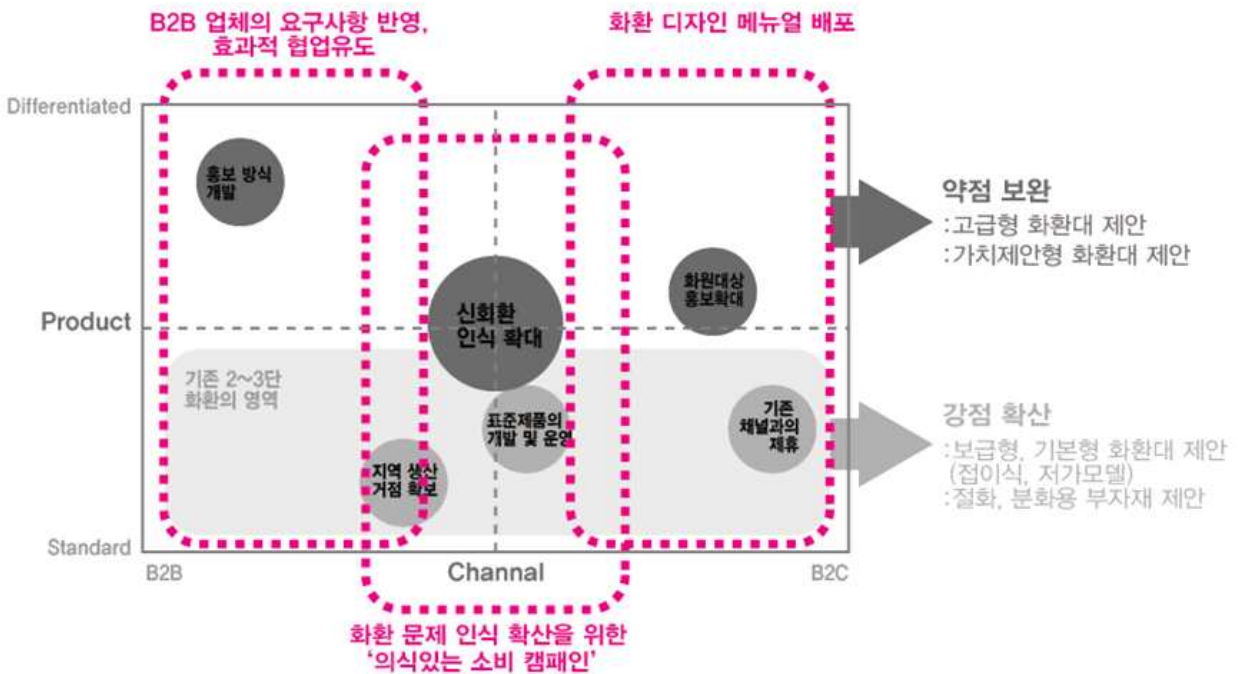 B2B 업체의 요구사항 반영,
효과적 협업유도
화환 디자인 메뉴얼 배포
Differentiated
홍보 방식
개발
약점 보완
:고급형 화환대 제안
:가치제안형 화환대 제안
화원대상
홍보확대
신화환
인식 확대
Product
기존 2~3단
화환의 영역
표준제품의
개발 및 운영
기존
채널과의
제휴
강점 확산
:보급형, 기본형 화환대 제안
(접이식, 저가모델)
:절화, 분화용 부자재 제안
지역 생산
거점 확보
Standard
B2B
Channal
B2C
화환 문제 인식 확산을 위한
‘의식있는 소비 캠패인’